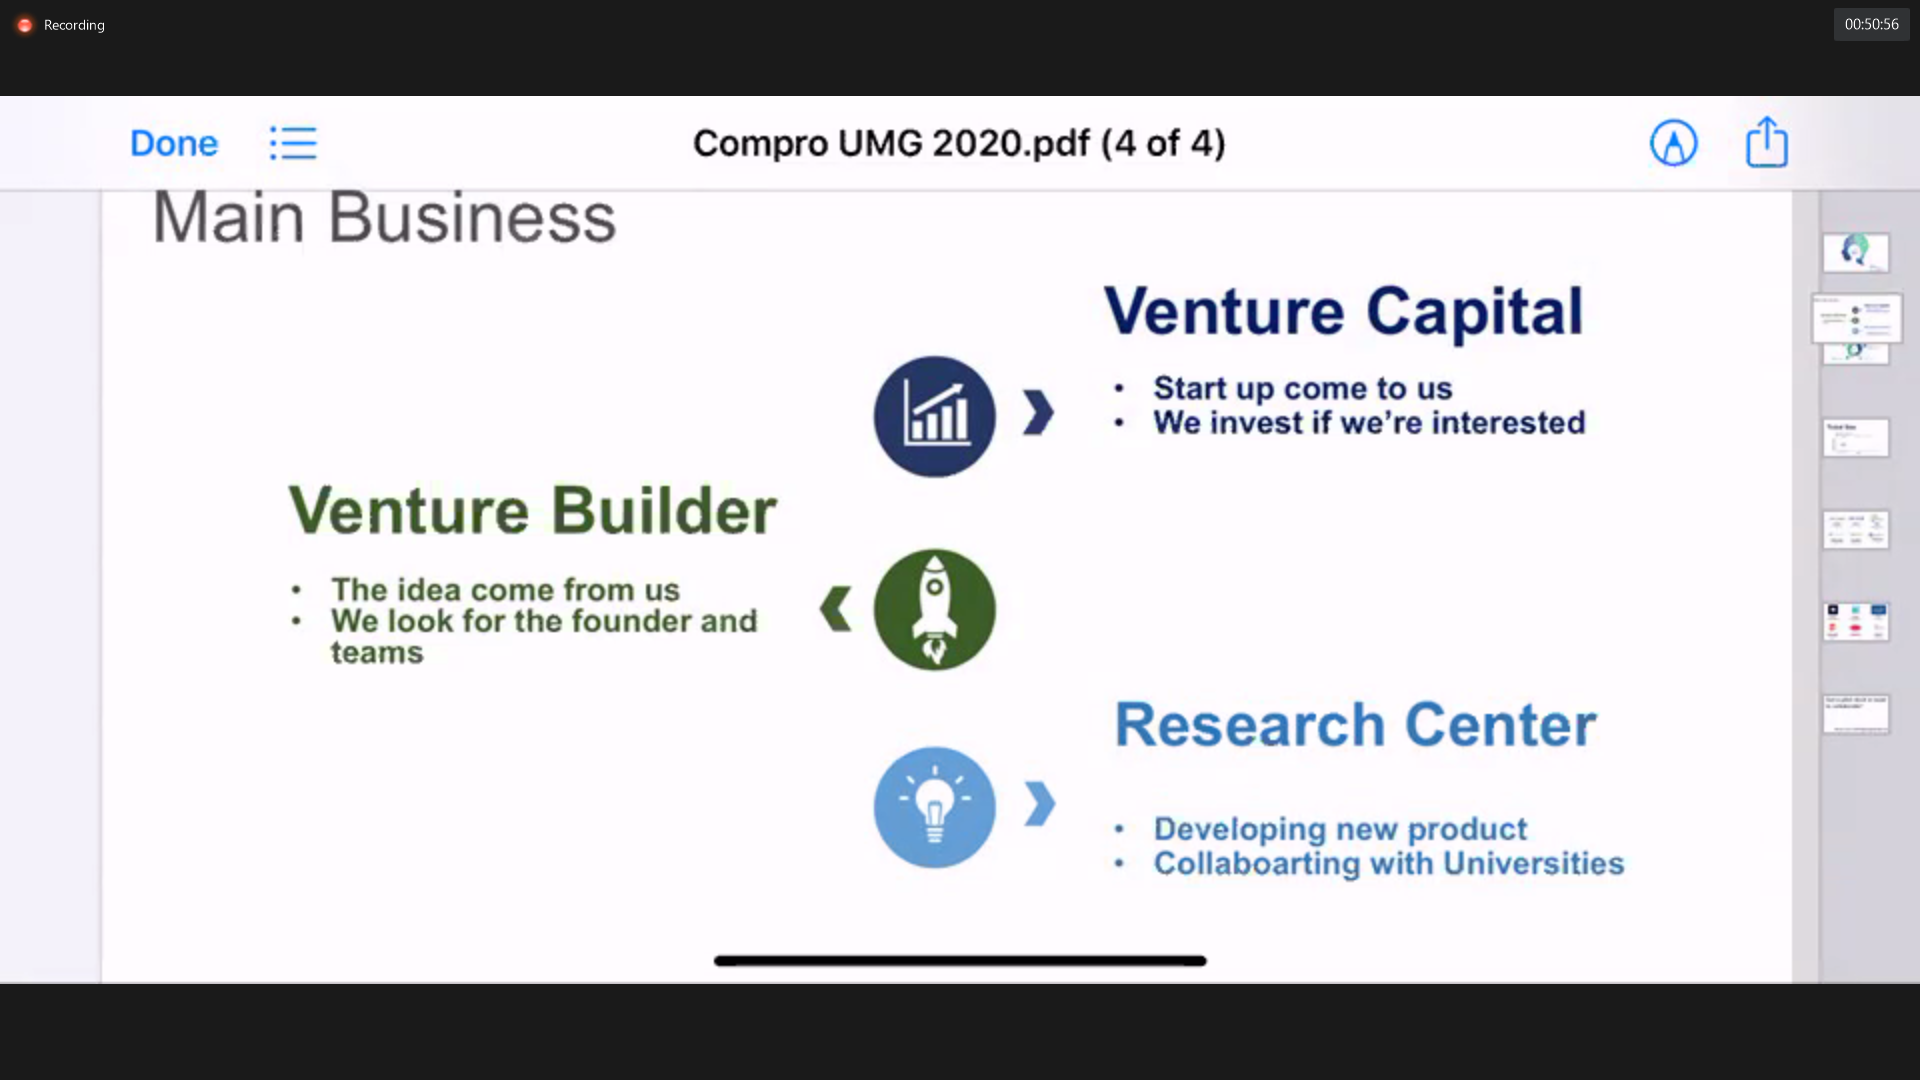 Recording
00:50:56
Done
Compro UMG 2020.pdf (4 of 4)
Main Business
Venture Capital
• Start up come to us
• We invest if we're interested
Venture Builder
• The idea come from us
• We look for the founder and
teams
Research Center
• Developing new product
• Collaboarting with Universities